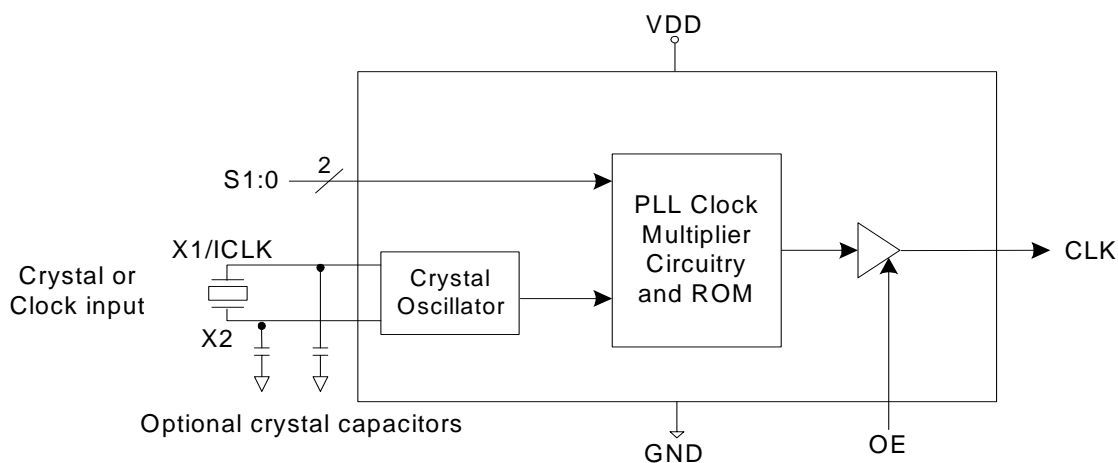 VDD
2
S1:0
PLL Clock
Multiplier
Circuitry
and ROM
CLK
X1/ICLK
Crystal or
Clock input
Crystal
Oscillator
X2
Optional crystal capacitors
GND
OE